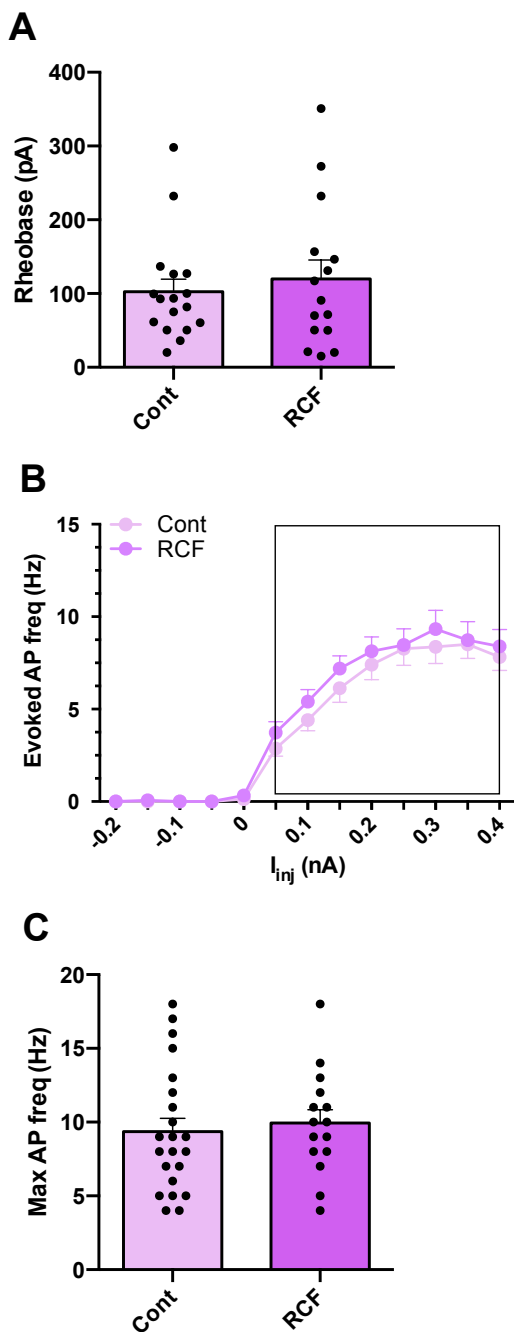 A
Rheobase (pA)
400
300
200
100
0
Cont
RCF
B
Evoked AP freq (Hz)
Cont
RCF
15
10
5
0
-0.2
-0.1
0
0.1
0.2
0.3
0.4
Iinj (nA)
C
Max AP freq (Hz)
20
15
10
5
0
Cont
RCF